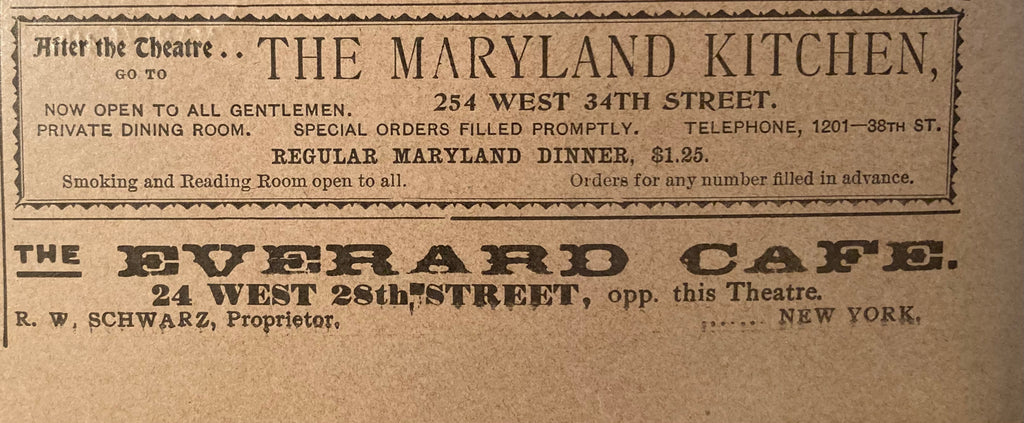 After the Theatre . .
GO TO
THE MARYLAND KITCHEN,
254 WEST 34TH STREET.
NOW OPEN TO ALL GENTLEMEN.
PRIVATE DINING ROOM. SPECIAL ORDERS FILLED PROMPTLY. TELEPHONE, 1201—38TH ST.
REGULAR MARYLAND DINNER, $1.25.
Smoking and Reading Room open to all. Orders for any number filled in advance.
THE EVERARD CAFE.
24 WEST 28th, STREET, opp. this Theatre.
R. W. SCHWARZ, Proprietor, ....... NEW YORK.